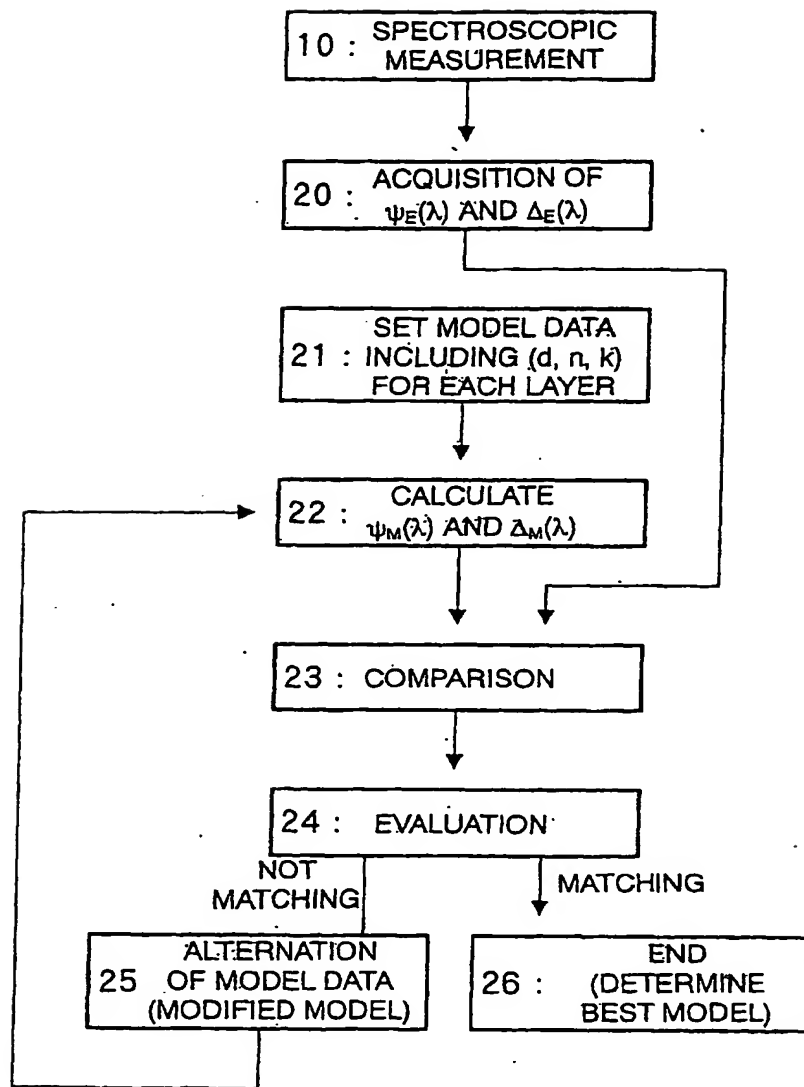 10 : SPECTROSCOPIC
MEASUREMENT
20 : ACQUISITION OF
ψE(λ) AND ΔE(λ)
SET MODEL DATA
21 : INCLUDING (d, n, k)
FOR EACH LAYER
22 : CALCULATE
ψM(λ) AND ΔM(λ)
23 : COMPARISON
24 : EVALUATION
NOT
MATCHING
MATCHING
ALTERNATION
25 OF MODEL DATA
(MODIFIED MODEL)
END
26 : (DETERMINE
BEST MODEL)